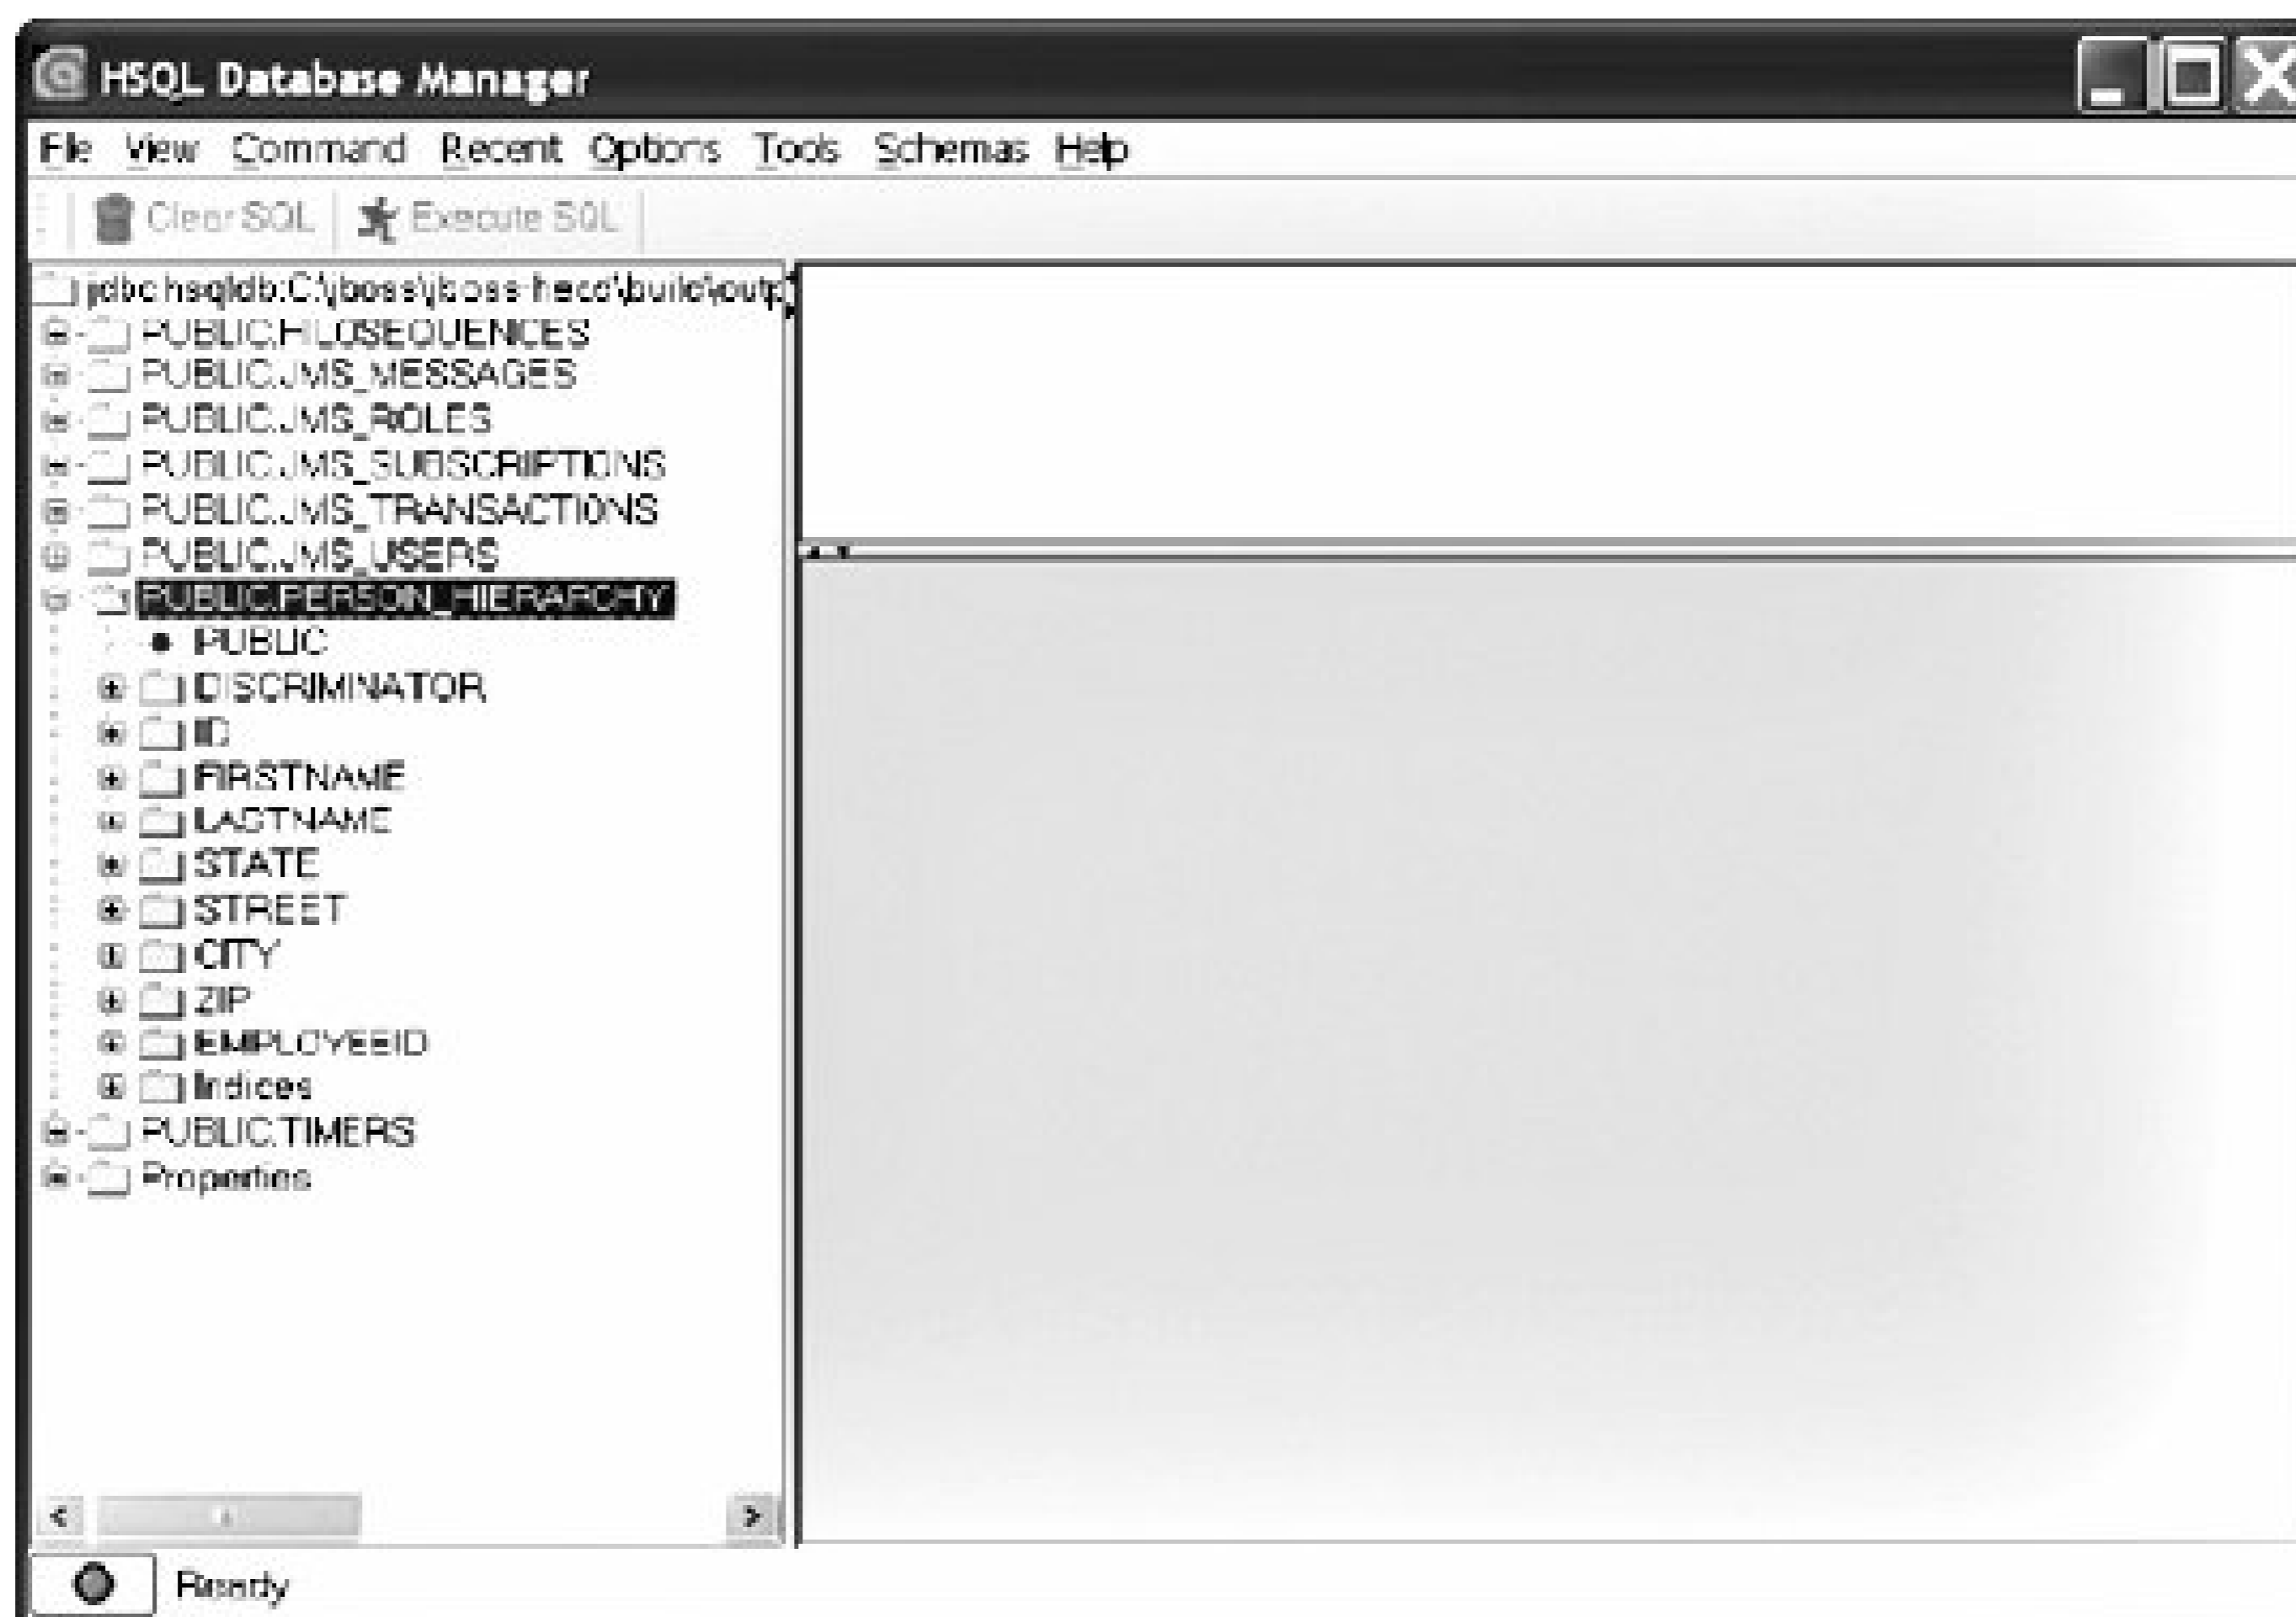 HSQL Database Manager
File View Command Recent Options Tools Schemas Help
Clear SQL Execute SQL
PUBLIC.HILOSEQUENCES
PUBLIC.JMS_MESSAGES
PUBLIC.JMS_ROLES
PUBLIC.JMS_SUBSCRIPTIONS
PUBLIC.JMS_TRANSACTIONS
PUBLIC.JMS_USERS
PUBLIC.PERSON_HIERARCHY
PUBLIC
DISCRIMINATOR
ID
FIRSTNAME
LASTNAME
STATE
STREET
CITY
ZIP
EMPLOYEEID
Indices
PUBLIC.TIMERS
Properties
Ready